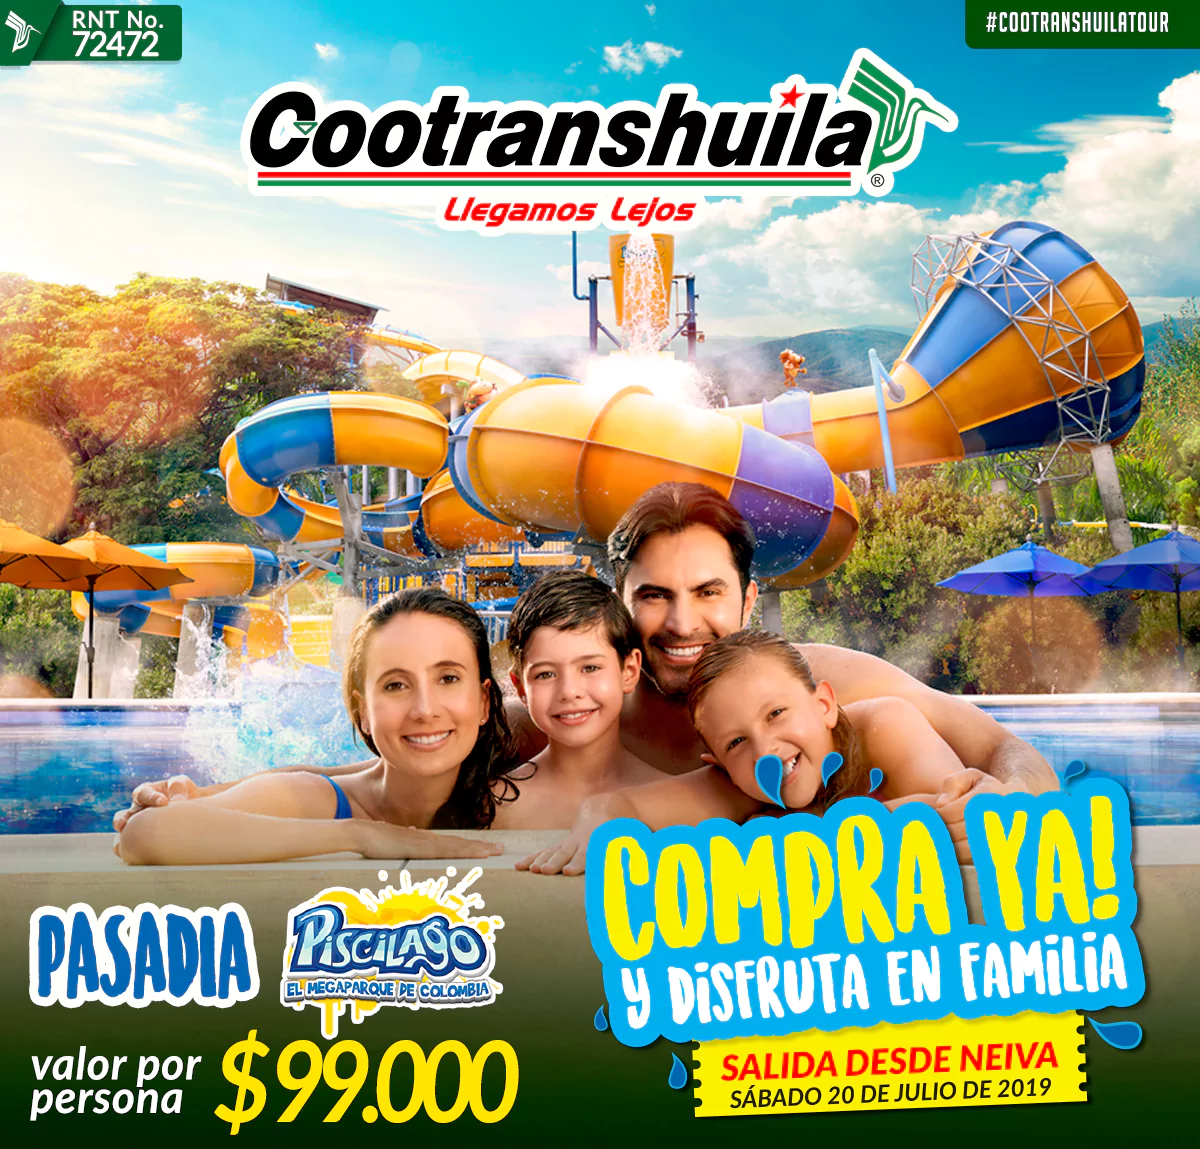 RNT No.
72472
#COOTRANSHUILATOUR
Cootranshuila
®
Llegamos Lejos
COMPRA YA!
Y DISFRUTA EN FAMILIA
PASADIA
PISCILAGO
EL MEGAPARQUE DE COLOMBIA
valor por
persona
$99.000
SALIDA DESDE NEIVA
SÁBADO 20 DE JULIO DE 2019